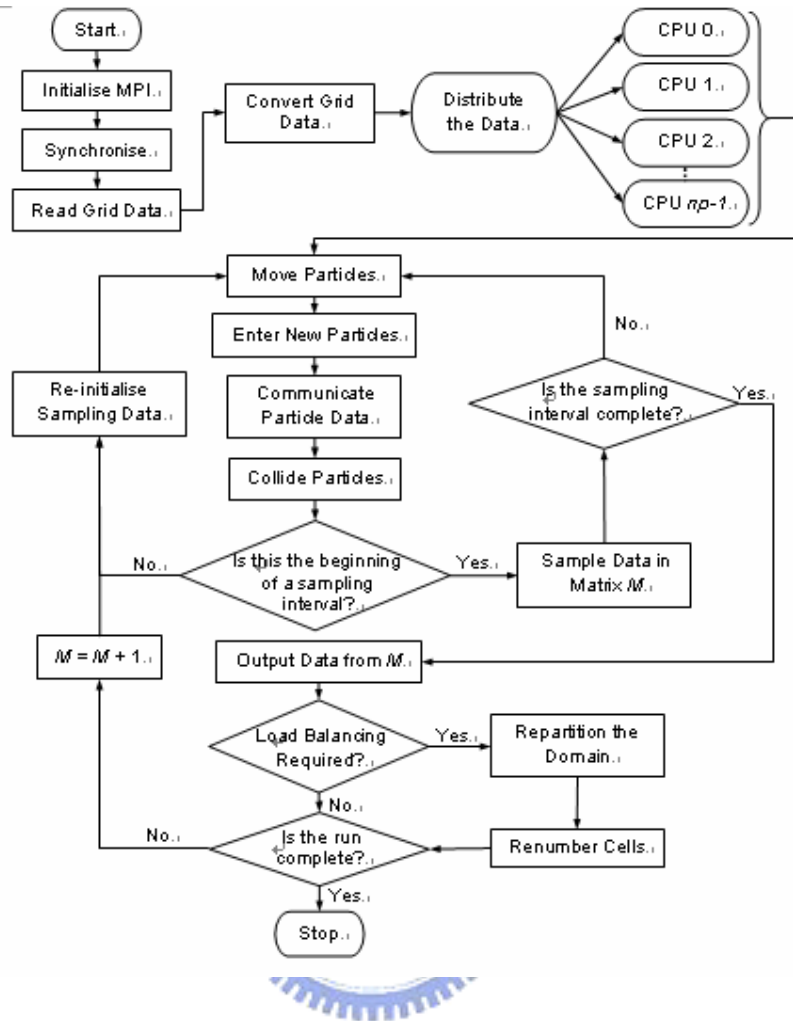 Start.
Initialise MPI.
Synchronise.
Read Grid Data.
Convert Grid
Data.
Distribute
the Data.
CPU 0.
CPU 1.
CPU 2.
CPU np-1.
Move Particles.
Enter New Particles.
Communicate
Particle Data.
Collide Particles.
Re-initialise
Sampling Data.
No.
Is the sampling
interval complete?
Yes.
No.
Is this the beginning
of a sampling
interval?
Yes.
Sample Data in
Matrix M.
M = M + 1.
Output Data from M.
Load Balancing
Required?
Yes.
Repartition the
Domain.
No.
No.
Is the run
complete?
Renumber Cells.
Yes.
Stop.